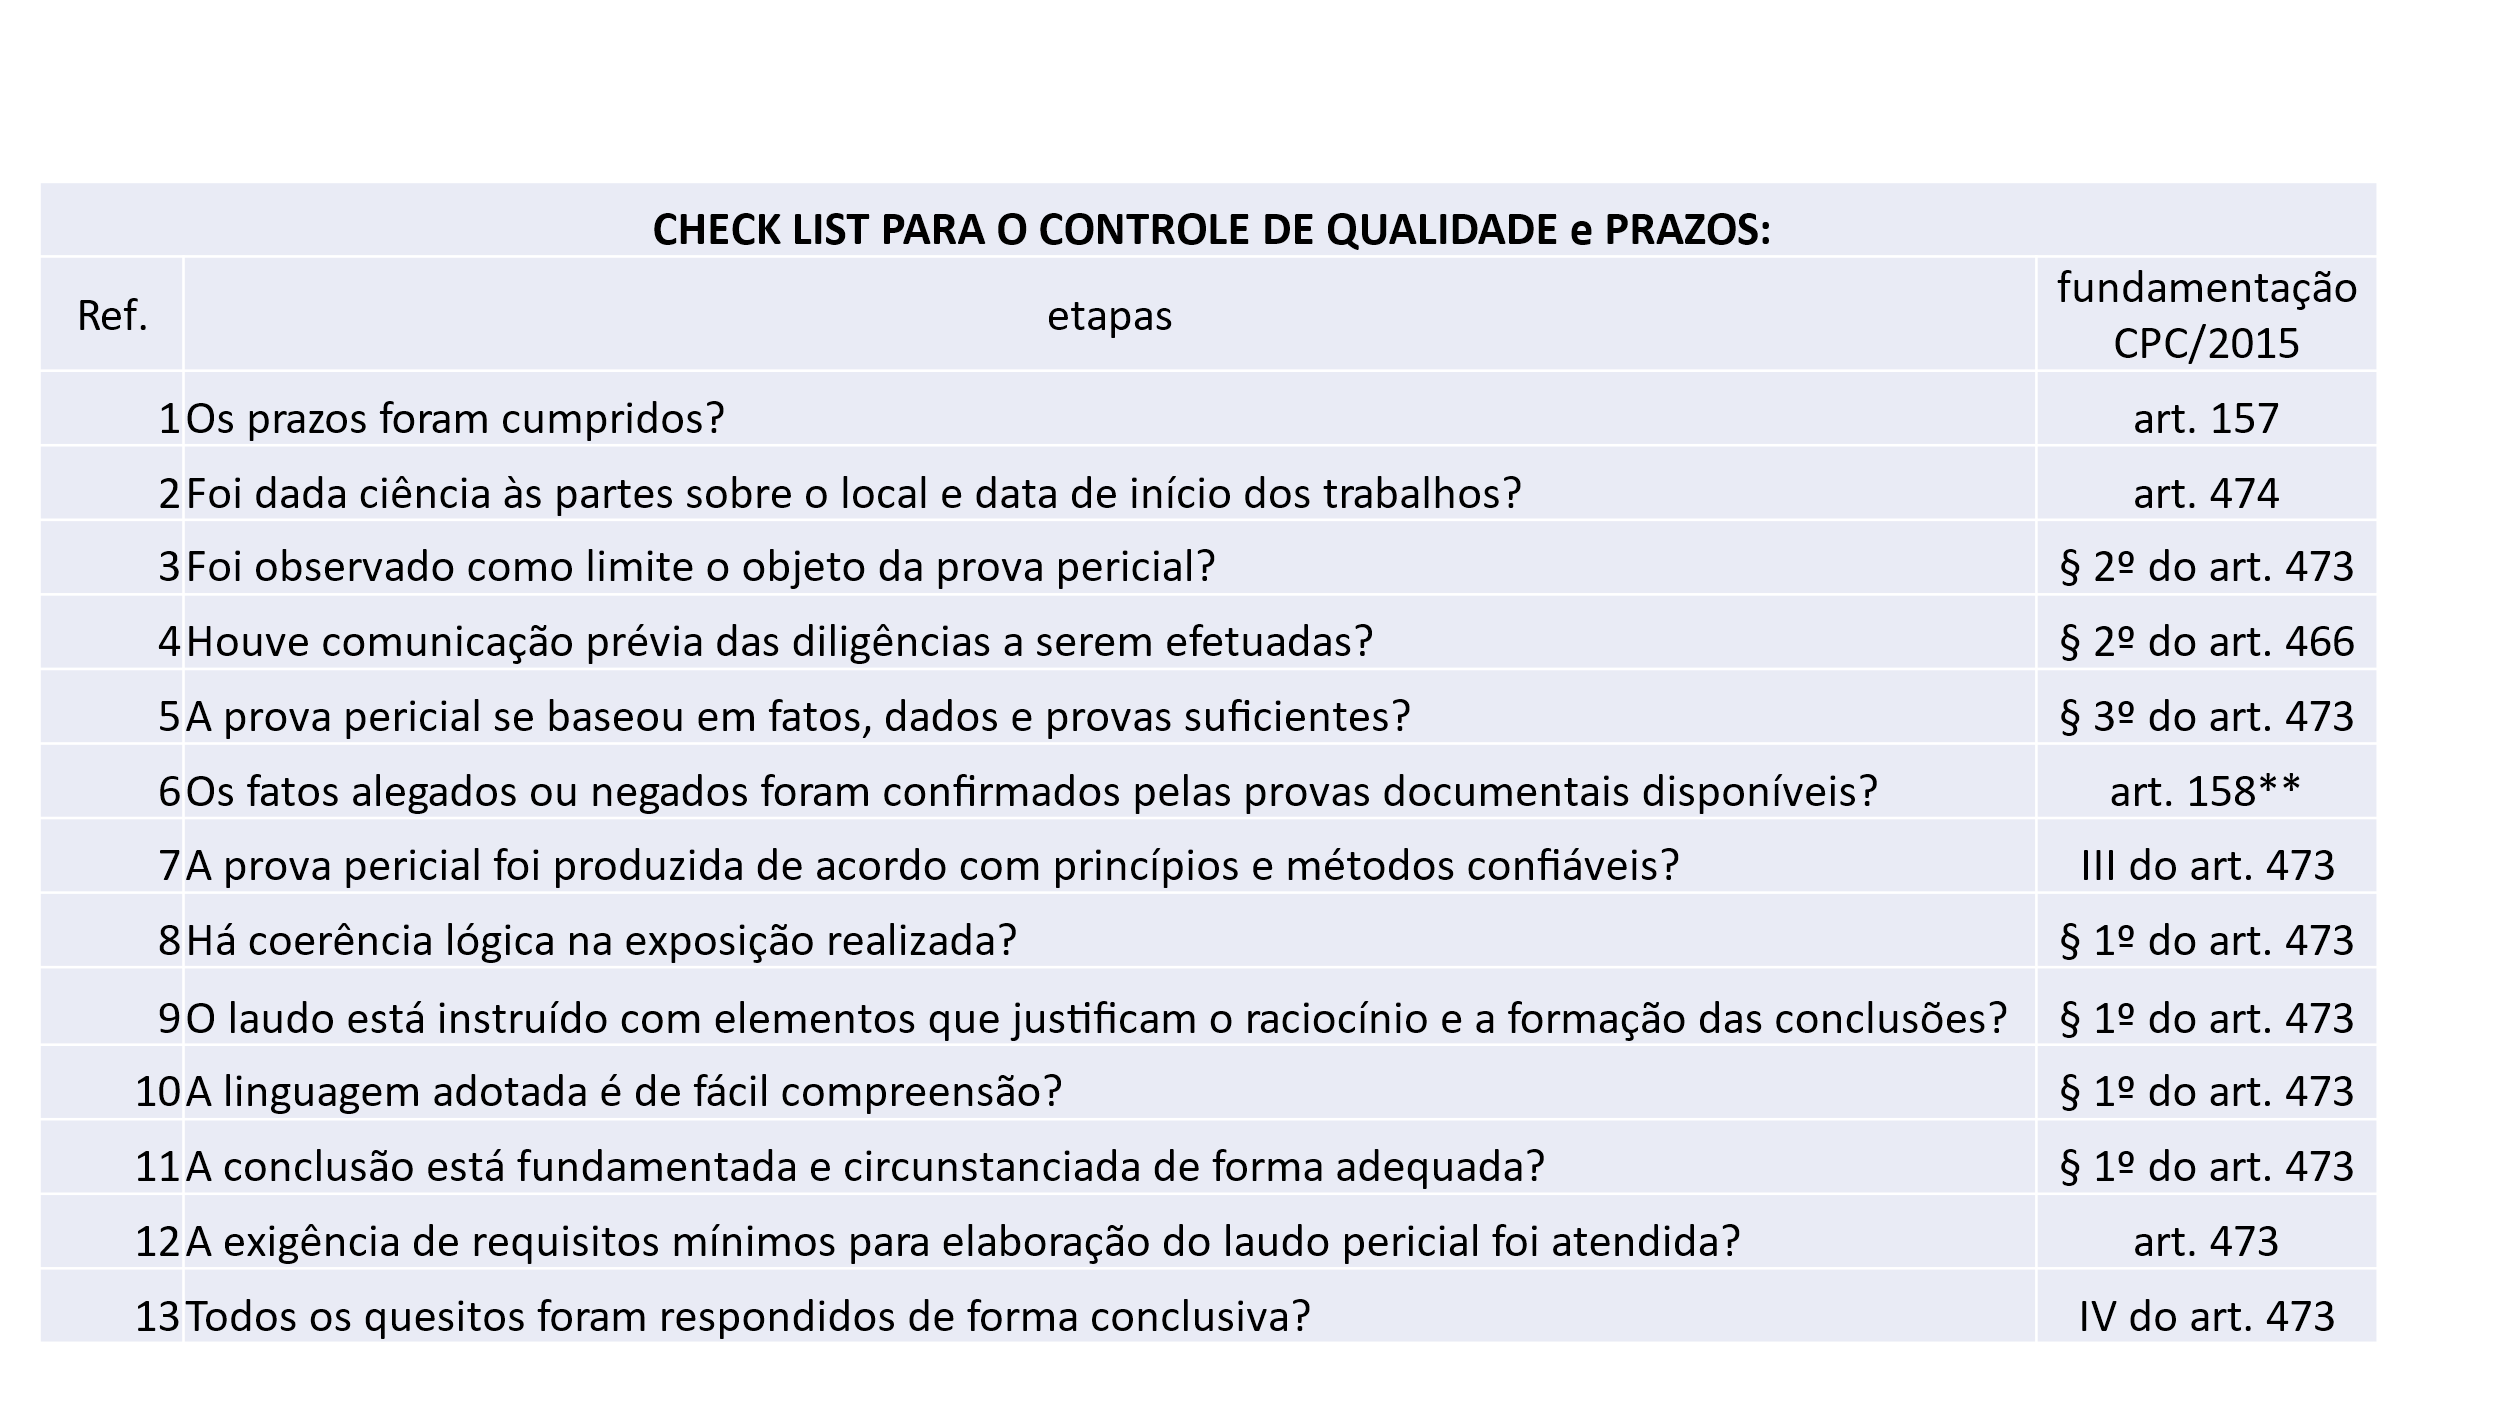 CHECK LIST PARA O CONTROLE DE QUALIDADE e PRAZOS:
Ref. etapas fundamentação CPC/2015
1 Os prazos foram cumpridos? art. 157
2 Foi dada ciência às partes sobre o local e data de início dos trabalhos? art. 474
3 Foi observado como limite o objeto da prova pericial? § 2º do art. 473
4 Houve comunicação prévia das diligências a serem efetuadas? § 2º do art. 466
5 A prova pericial se baseou em fatos, dados e provas suficientes? § 3º do art. 473
6 Os fatos alegados ou negados foram confirmados pelas provas documentais disponíveis? art. 158**
7 A prova pericial foi produzida de acordo com princípios e métodos confiáveis? III do art. 473
8 Há coerência lógica na exposição realizada? § 1º do art. 473
9 O laudo está instruído com elementos que justificam o raciocínio e a formação das conclusões? § 1º do art. 473
10 A linguagem adotada é de fácil compreensão? § 1º do art. 473
11 A conclusão está fundamentada e circunstanciada de forma adequada? § 1º do art. 473
12 A exigência de requisitos mínimos para elaboração do laudo pericial foi atendida? art. 473
13 Todos os quesitos foram respondidos de forma conclusiva? IV do art. 473